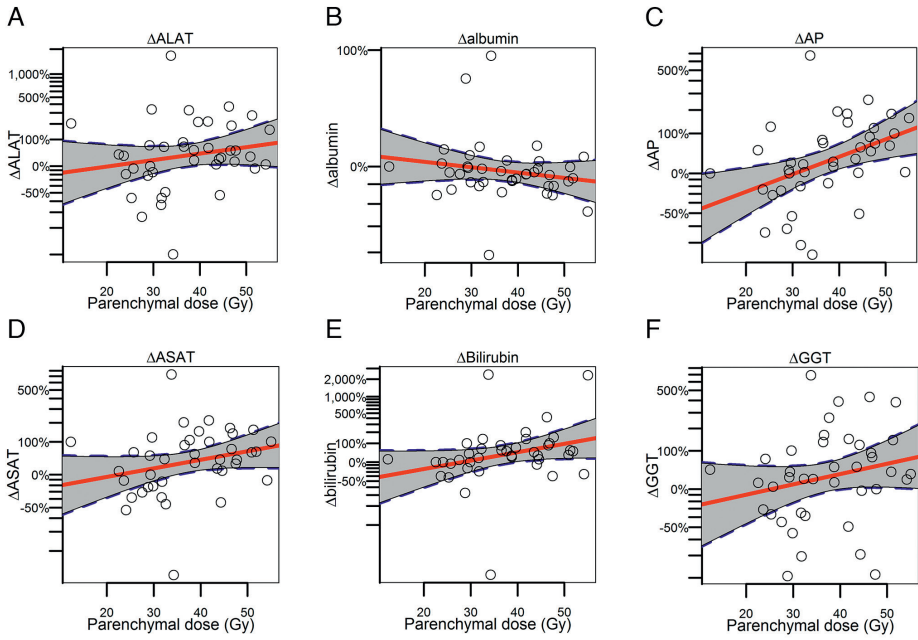 A
ΔALAT
ΔALAT
1,000%
500%
100%
0%
-50%
20 30 40 50
Parenchymal dose (Gy)
B
Δalbumin
Δalbumin
100%
0%
20 30 40 50
Parenchymal dose (Gy)
C
ΔAP
ΔAP
500%
100%
0%
-50%
20 30 40 50
Parenchymal dose (Gy)
D
ΔASAT
ΔASAT
500%
100%
0%
-50%
20 30 40 50
Parenchymal dose (Gy)
E
ΔBilirubin
Δbilirubin
2,000%
1,000%
500%
100%
0%
-50%
20 30 40 50
Parenchymal dose (Gy)
F
ΔGGT
ΔGGT
500%
100%
0%
-50%
20 30 40 50
Parenchymal dose (Gy)